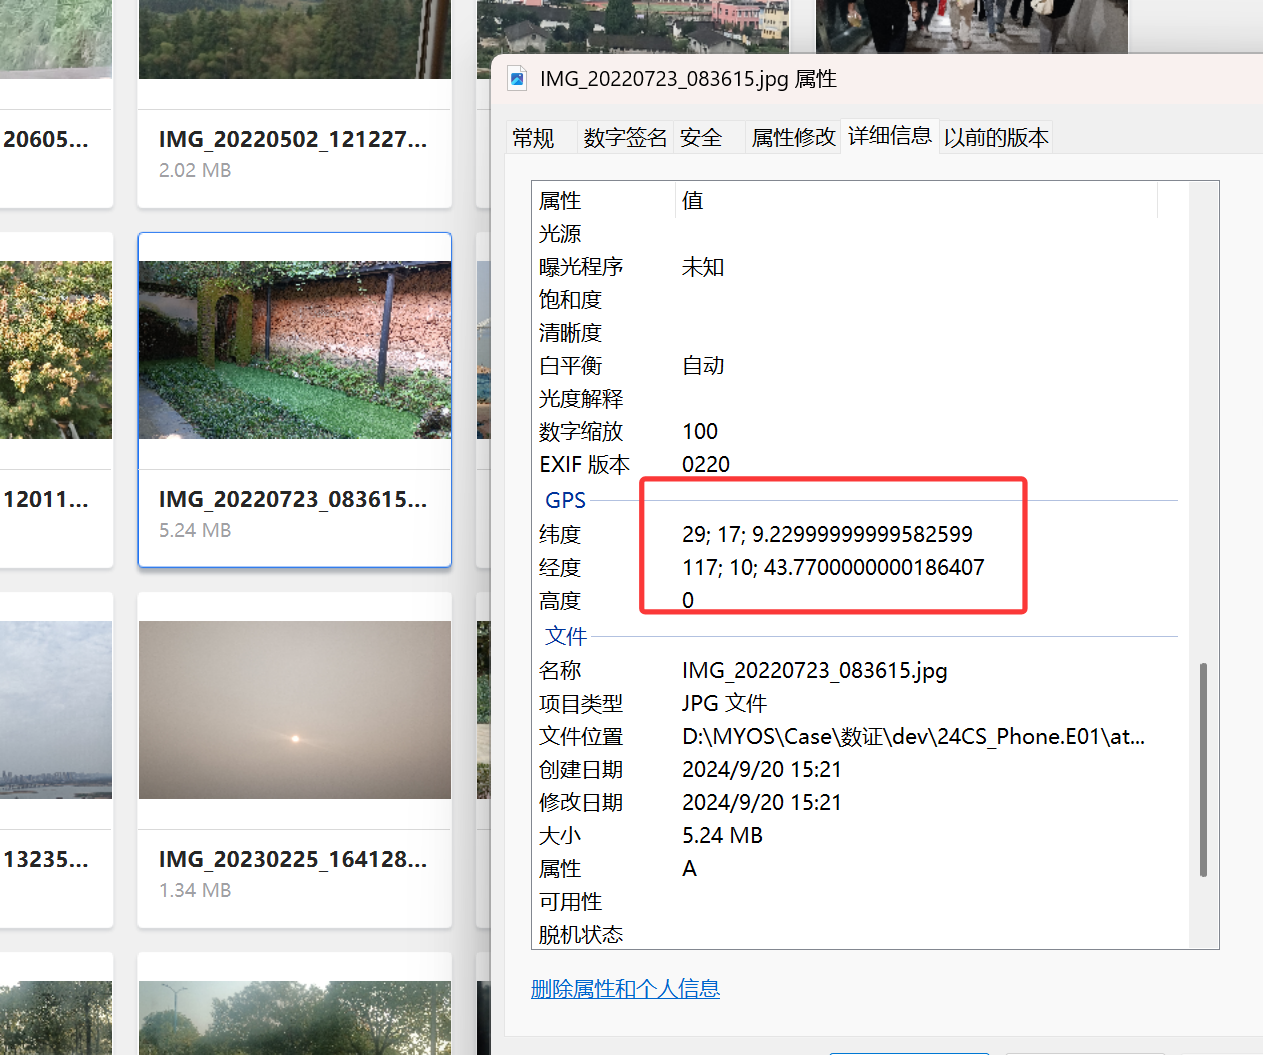 IMG_20220723_083615.jpg 属性
常规 数字签名 安全 属性修改 详细信息 以前的版本
20605...
IMG_20220502_121227...
2.02 MB
属性 值
光源
曝光程序 未知
饱和度
清晰度
白平衡 自动
光度解释
数字缩放 100
EXIF 版本 0220
12011...
IMG_20220723_083615...
5.24 MB
GPS
纬度 29; 17; 9.22999999999582599
经度 117; 10; 43.7700000000186407
高度 0
文件
名称 IMG_20220723_083615.jpg
项目类型 JPG 文件
文件位置 D:\MYOS\Case\数证\dev\24CS_Phone.E01\at...
创建日期 2024/9/20 15:21
修改日期 2024/9/20 15:21
大小 5.24 MB
属性 A
可用性
脱机状态
13235...
IMG_20230225_164128...
1.34 MB
删除属性和个人信息